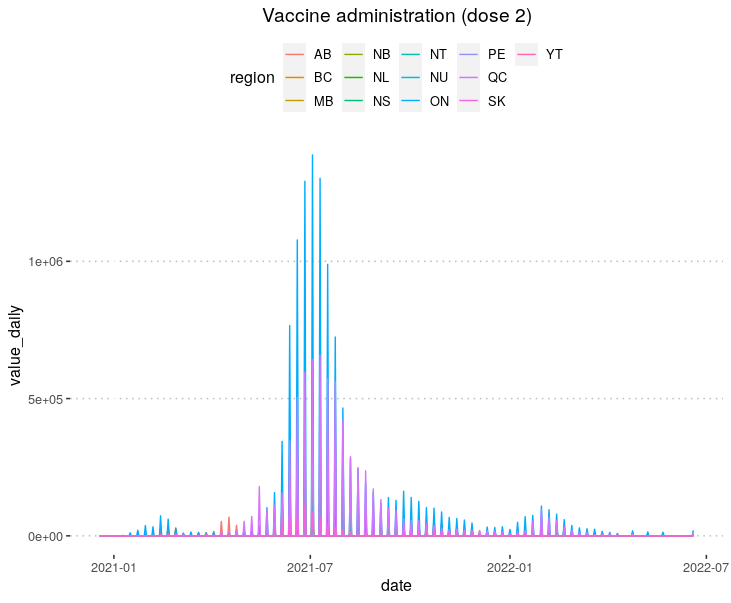 Vaccine administration (dose 2)
AB NB NT PE YT
region BC NL NU QC
MB NS ON SK
1e+06
5e+05
0e+00
value_daily
2021-01 2021-07 2022-01 2022-07
date